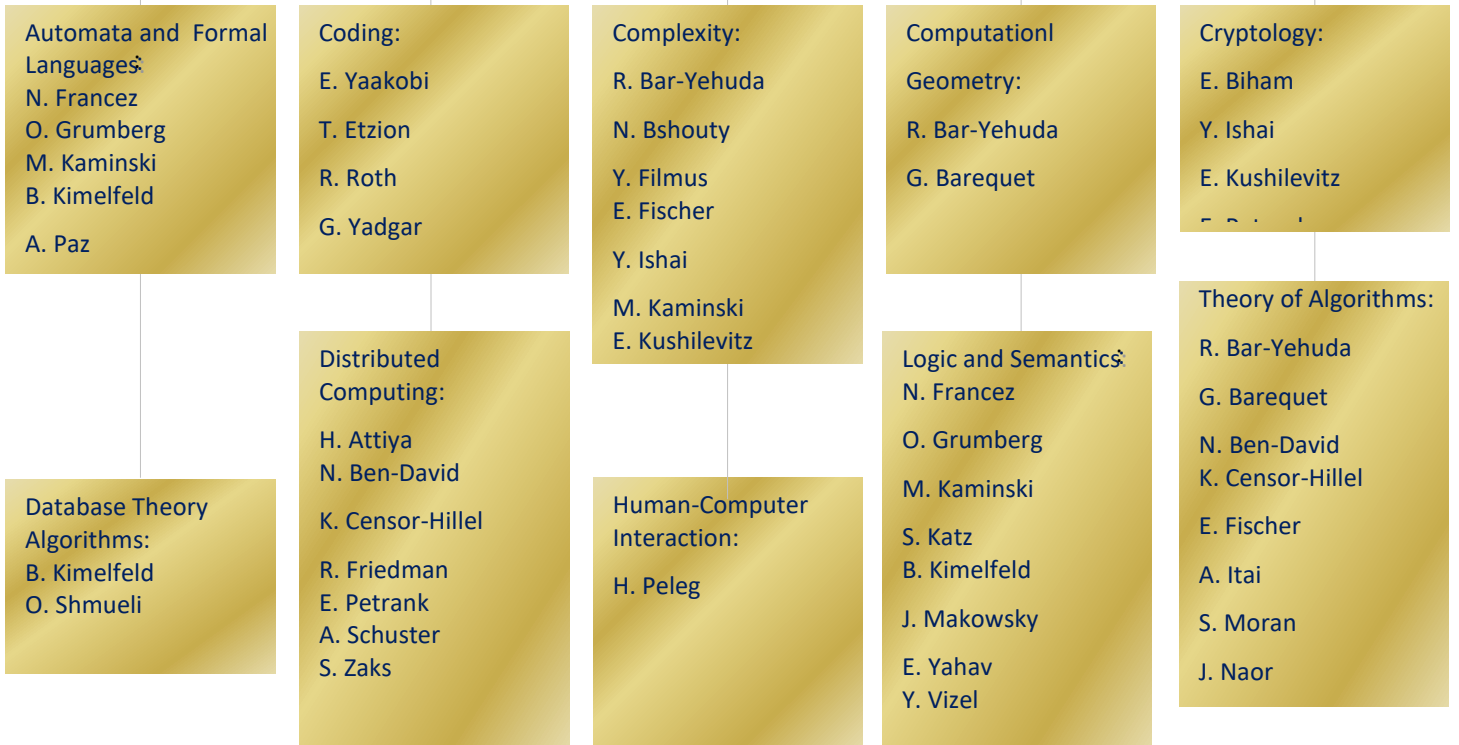 Automata and Formal
Languages:
N. Francez
O. Grumberg
M. Kaminski
B. Kimelfeld
A. Paz
Coding:
E. Yaakobi
T. Etzion
R. Roth
G. Yadgar
Complexity:
R. Bar-Yehuda
N. Bshouty
Y. Filmus
E. Fischer
Y. Ishai
M. Kaminski
E. Kushilevitz
Computationl
Geometry:
R. Bar-Yehuda
G. Barequet
Cryptology:
E. Biham
Y. Ishai
E. Kushilevitz
Database Theory
Algorithms:
B. Kimelfeld
O. Shmueli
Distributed
Computing:
H. Attiya
N. Ben-David
K. Censor-Hillel
R. Friedman
E. Petrank
A. Schuster
S. Zaks
Human-Computer
Interaction:
H. Peleg
Logic and Semantics:
N. Francez
O. Grumberg
M. Kaminski
S. Katz
B. Kimelfeld
J. Makowsky
E. Yahav
Y. Vizel
Theory of Algorithms:
R. Bar-Yehuda
G. Barequet
N. Ben-David
K. Censor-Hillel
E. Fischer
A. Itai
S. Moran
J. Naor